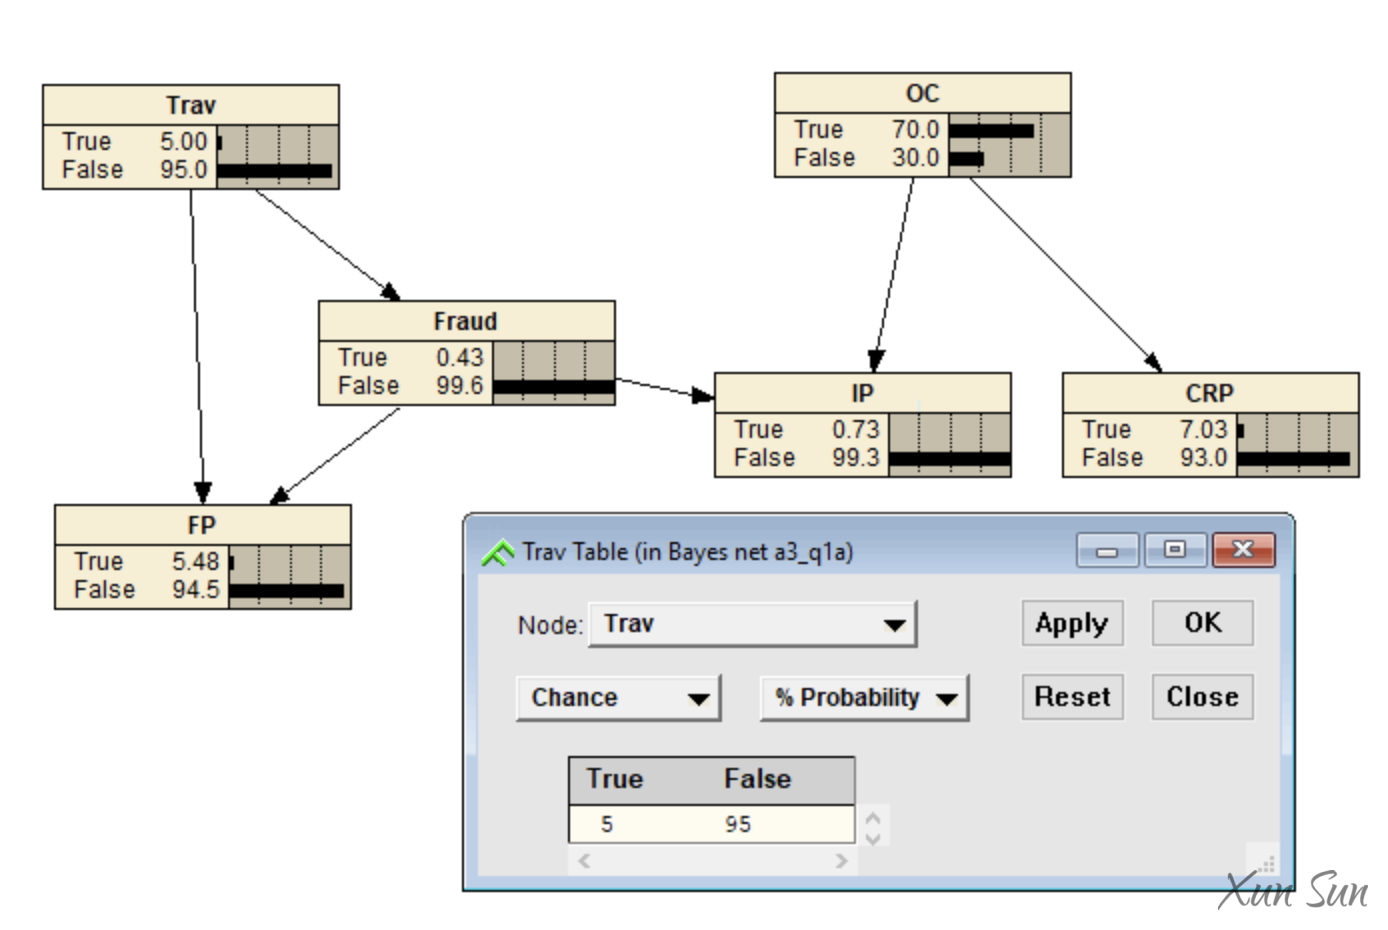 Trav
True 5.00
False 95.0
OC
True 70.0
False 30.0
Fraud
True 0.43
False 99.6
IP
True 0.73
False 99.3
CRP
True 7.03
False 93.0
FP
True 5.48
False 94.5
Trav Table (in Bayes net a3_q1a)
Node: Trav
Apply OK
Chance % Probability
Reset Close
True False
5 95
Xun Sun